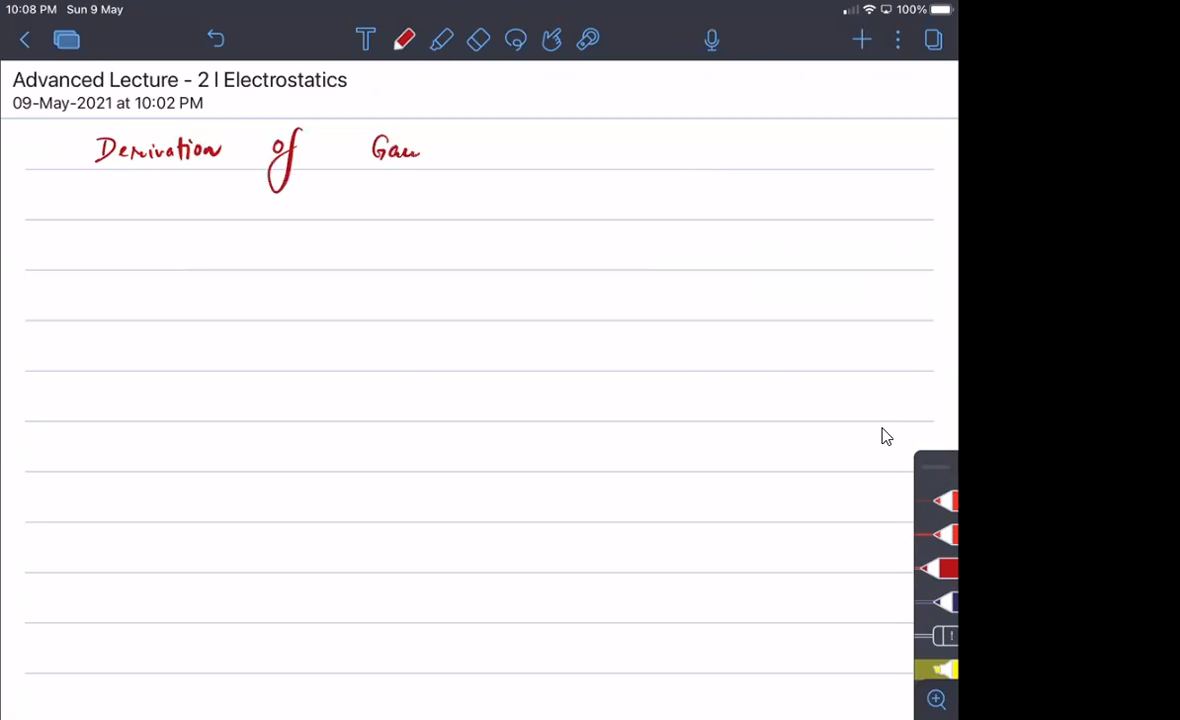 10:08 PM Sun 9 May 100%
T
Advanced Lecture - 2 l Electrostatics
09-May-2021 at 10:02 PM
Derivation of Gau